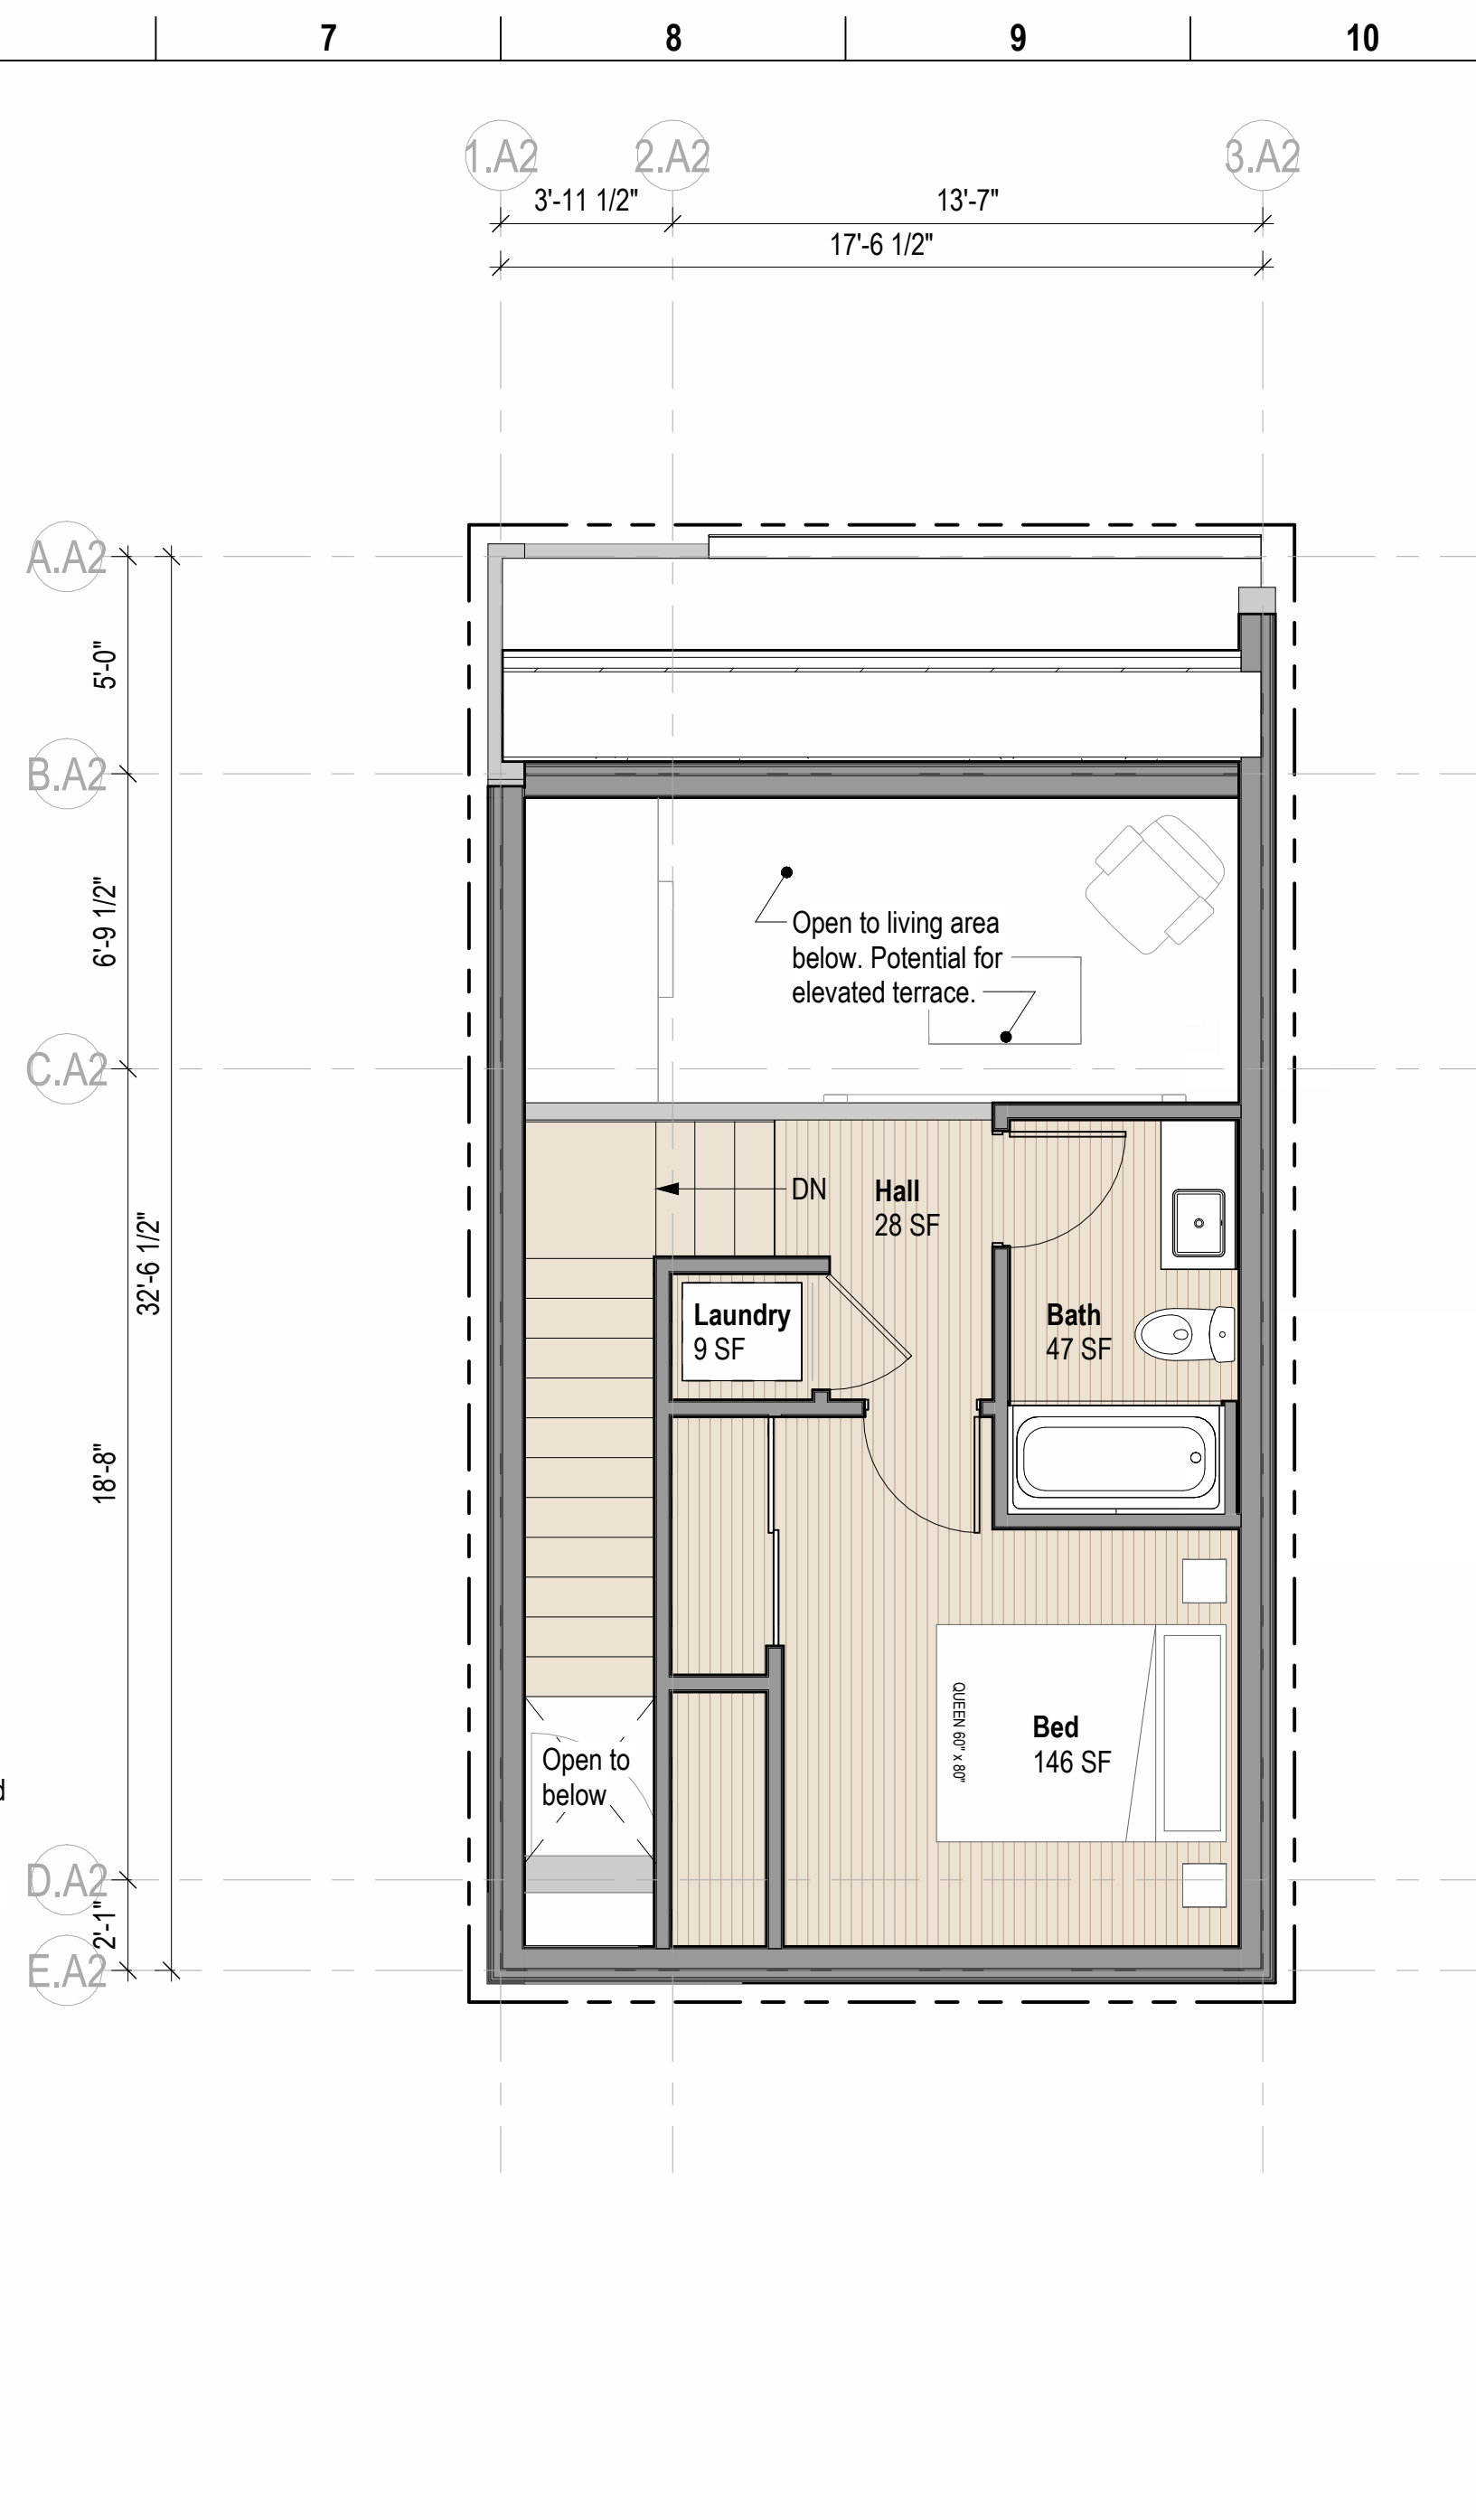 7 8 9 10
1.A2 2.A2 3.A2
3'-11 1/2" 13'-7"
17'-6 1/2"
A.A2
5'-0"
B.A2
6'-9 1/2"
Open to living area
below. Potential for
elevated terrace.
C.A2
DN
Hall
28 SF
32'-6 1/2"
Laundry
9 SF
Bath
47 SF
18'-8"
QUEEN 60" x 80"
Bed
146 SF
Open to
below
D.A2
2'-1"
E.A2